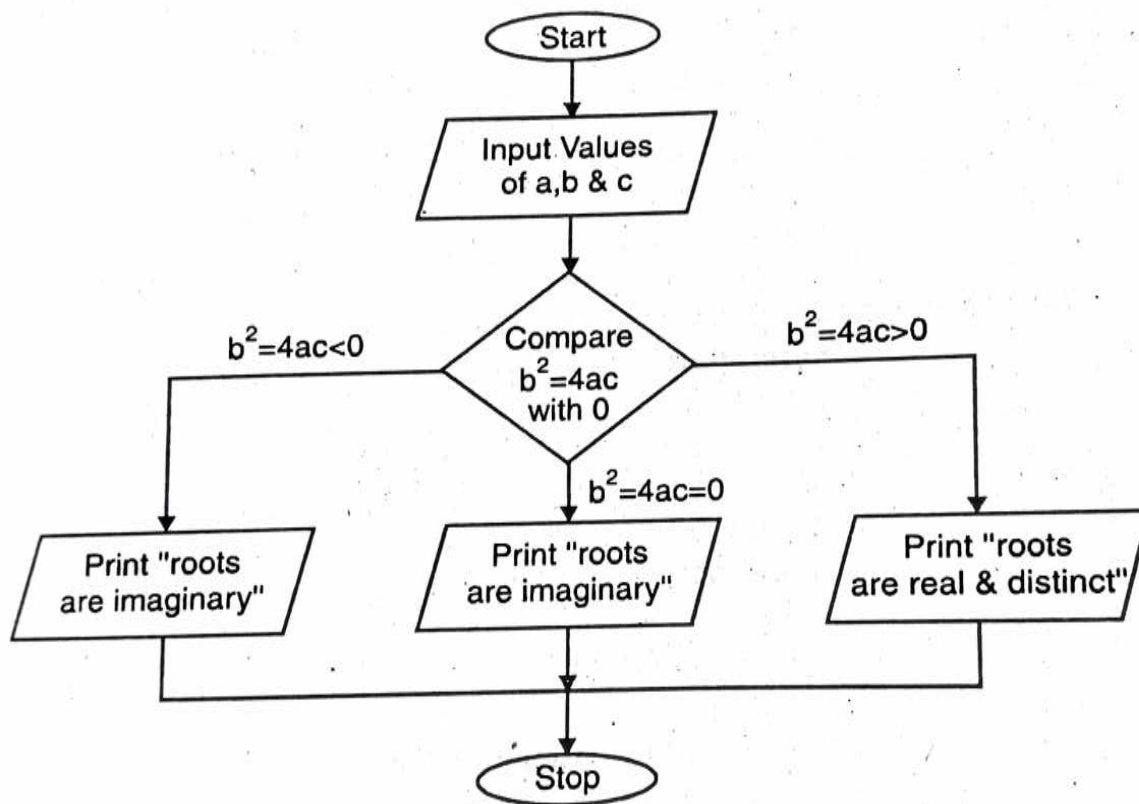 Start
Input Values
of a,b & c
b²=4ac<0
Compare
b²=4ac
with 0
b²=4ac>0
b²=4ac=0
Print "roots
are imaginary"
Print "roots
are imaginary"
Print "roots
are real & distinct"
Stop